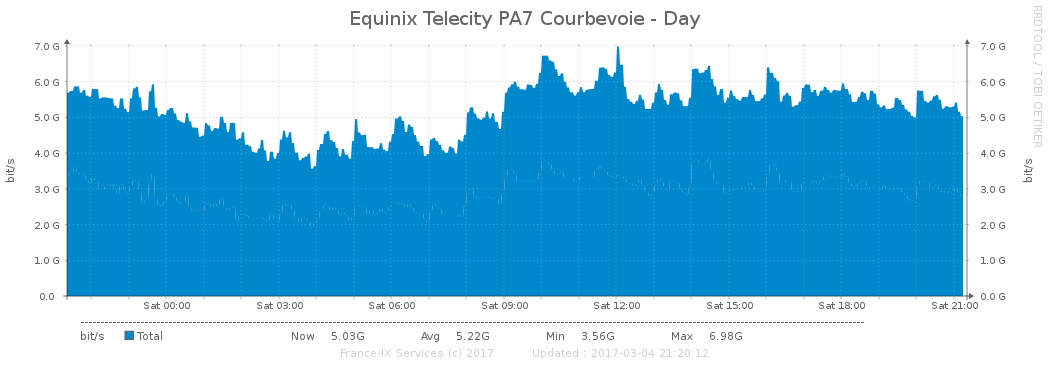 Equinix Telecity PA7 Courbevoie - Day
RRDTOOL / TOBI OETIKER
7.0 G 7.0 G
6.0 G 6.0 G
5.0 G 5.0 G
4.0 G 4.0 G
bit/s bit/s
3.0 G 3.0 G
2.0 G 2.0 G
1.0 G 1.0 G
0.0 0.0 G
Sat 00:00 Sat 03:00 Sat 06:00 Sat 09:00 Sat 12:00 Sat 15:00 Sat 18:00 Sat 21:00
bit/s Total Now 5.03G Avg 5.22G Min 3.56G Max 6.98G
France-IX Services (c) 2017 Updated : 2017-03-04 21:20:12